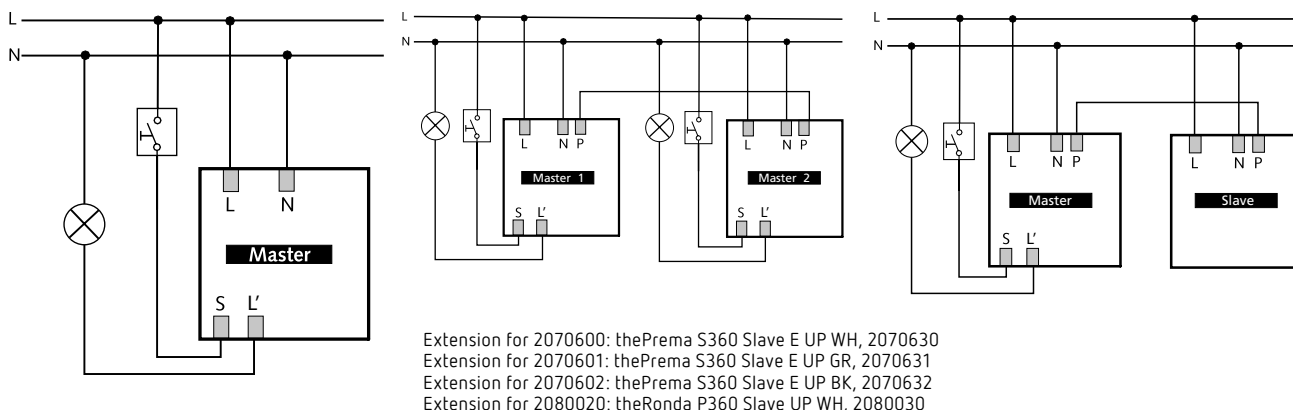 L
N
L N
Master
S L'
L
N
L N P
Master 1
S L'
L N P
Master 2
S L'
L
N
L N P
Master
S L'
L N P
Slave
Extension for 2070600: thePrema S360 Slave E UP WH, 2070630
Extension for 2070601: thePrema S360 Slave E UP GR, 2070631
Extension for 2070602: thePrema S360 Slave E UP BK, 2070632
Extension for 2080020: theRonda P360 Slave UP WH, 2080030